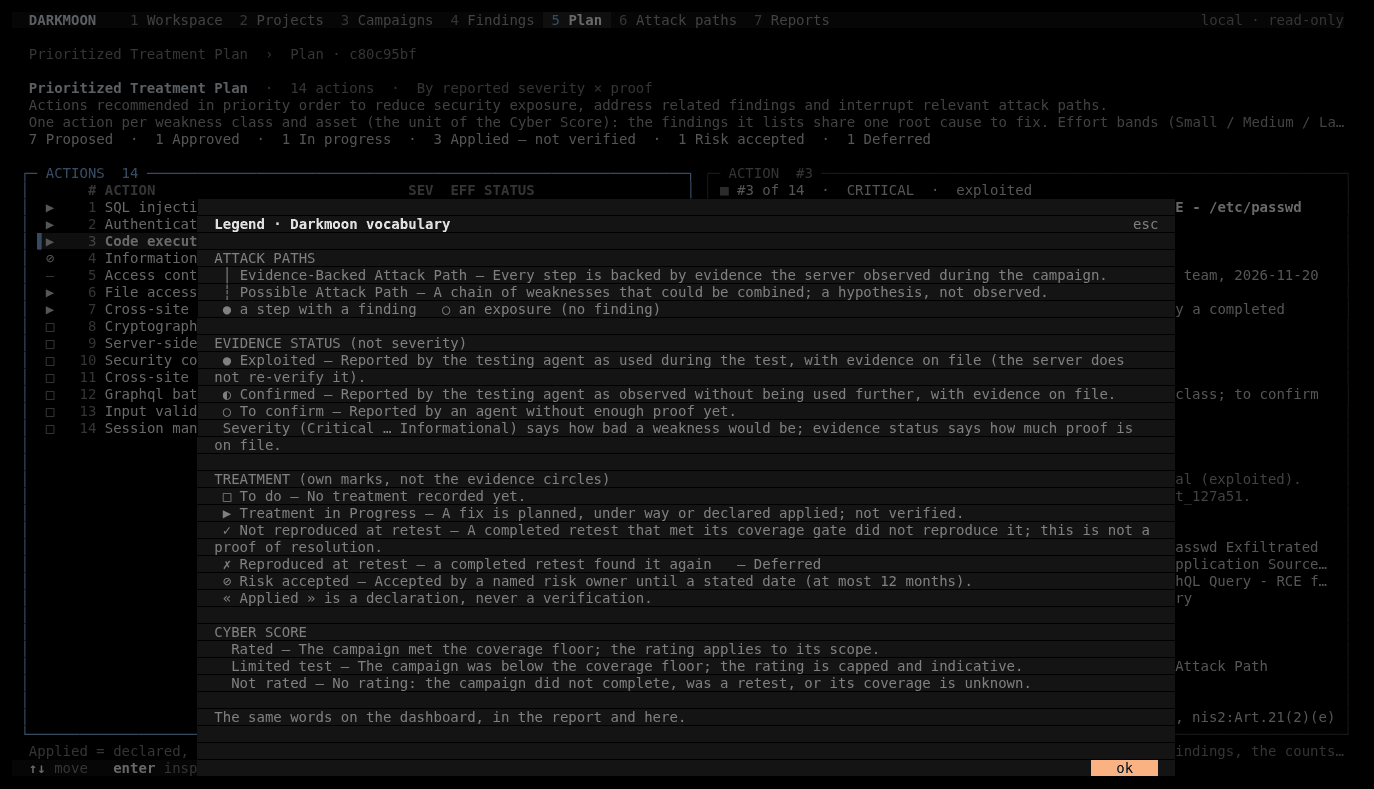 DARKMOON 1 Workspace 2 Projects 3 Campaigns 4 Findings 5 Plan 6 Attack paths 7 Reports local · read-only
Prioritized Treatment Plan › Plan · c80c95bf
Prioritized Treatment Plan · 14 actions · By reported severity × proof
Actions recommended in priority order to reduce security exposure, address related findings and interrupt relevant attack paths.
One action per weakness class and asset (the unit of the Cyber Score): the findings it lists share one root cause to fix. Effort bands (Small / Medium / La…
7 Proposed · 1 Approved · 1 In progress · 3 Applied — not verified · 1 Risk accepted · 1 Deferred
ACTIONS 14
# ACTION SEV EFF STATUS
▶ 1 SQL injecti
▶ 2 Authenticat
▶ 3 Code execut
⊘ 4 Information
— 5 Access cont
▶ 6 File access
▶ 7 Cross-site
□ 8 Cryptograph
□ 9 Server-side
□ 10 Security co
□ 11 Cross-site
□ 12 Graphql bat
□ 13 Input valid
□ 14 Session man
ACTION #3
■ #3 of 14 · CRITICAL · exploited
E - /etc/passwd
team, 2026-11-20
y a completed
class; to confirm
al (exploited).
t_127a51.
asswd Exfiltrated
pplication Source…
hQL Query - RCE f…
ry
Attack Path
, nis2:Art.21(2)(e)
Legend · Darkmoon vocabulary esc
ATTACK PATHS
│ Evidence-Backed Attack Path — Every step is backed by evidence the server observed during the campaign.
┆ Possible Attack Path — A chain of weaknesses that could be combined; a hypothesis, not observed.
● a step with a finding ○ an exposure (no finding)
EVIDENCE STATUS (not severity)
● Exploited — Reported by the testing agent as used during the test, with evidence on file (the server does
not re-verify it).
◐ Confirmed — Reported by the testing agent as observed without being used further, with evidence on file.
○ To confirm — Reported by an agent without enough proof yet.
Severity (Critical … Informational) says how bad a weakness would be; evidence status says how much proof is
on file.
TREATMENT (own marks, not the evidence circles)
□ To do — No treatment recorded yet.
▶ Treatment in Progress — A fix is planned, under way or declared applied; not verified.
✓ Not reproduced at retest — A completed retest that met its coverage gate did not reproduce it; this is not a
proof of resolution.
✗ Reproduced at retest — a completed retest found it again — Deferred
⊘ Risk accepted — Accepted by a named risk owner until a stated date (at most 12 months).
« Applied » is a declaration, never a verification.
CYBER SCORE
Rated — The campaign met the coverage floor; the rating applies to its scope.
Limited test — The campaign was below the coverage floor; the rating is capped and indicative.
Not rated — No rating: the campaign did not complete, was a retest, or its coverage is unknown.
The same words on the dashboard, in the report and here.
ok
Applied = declared, indings, the counts…
↑↓ move enter insp